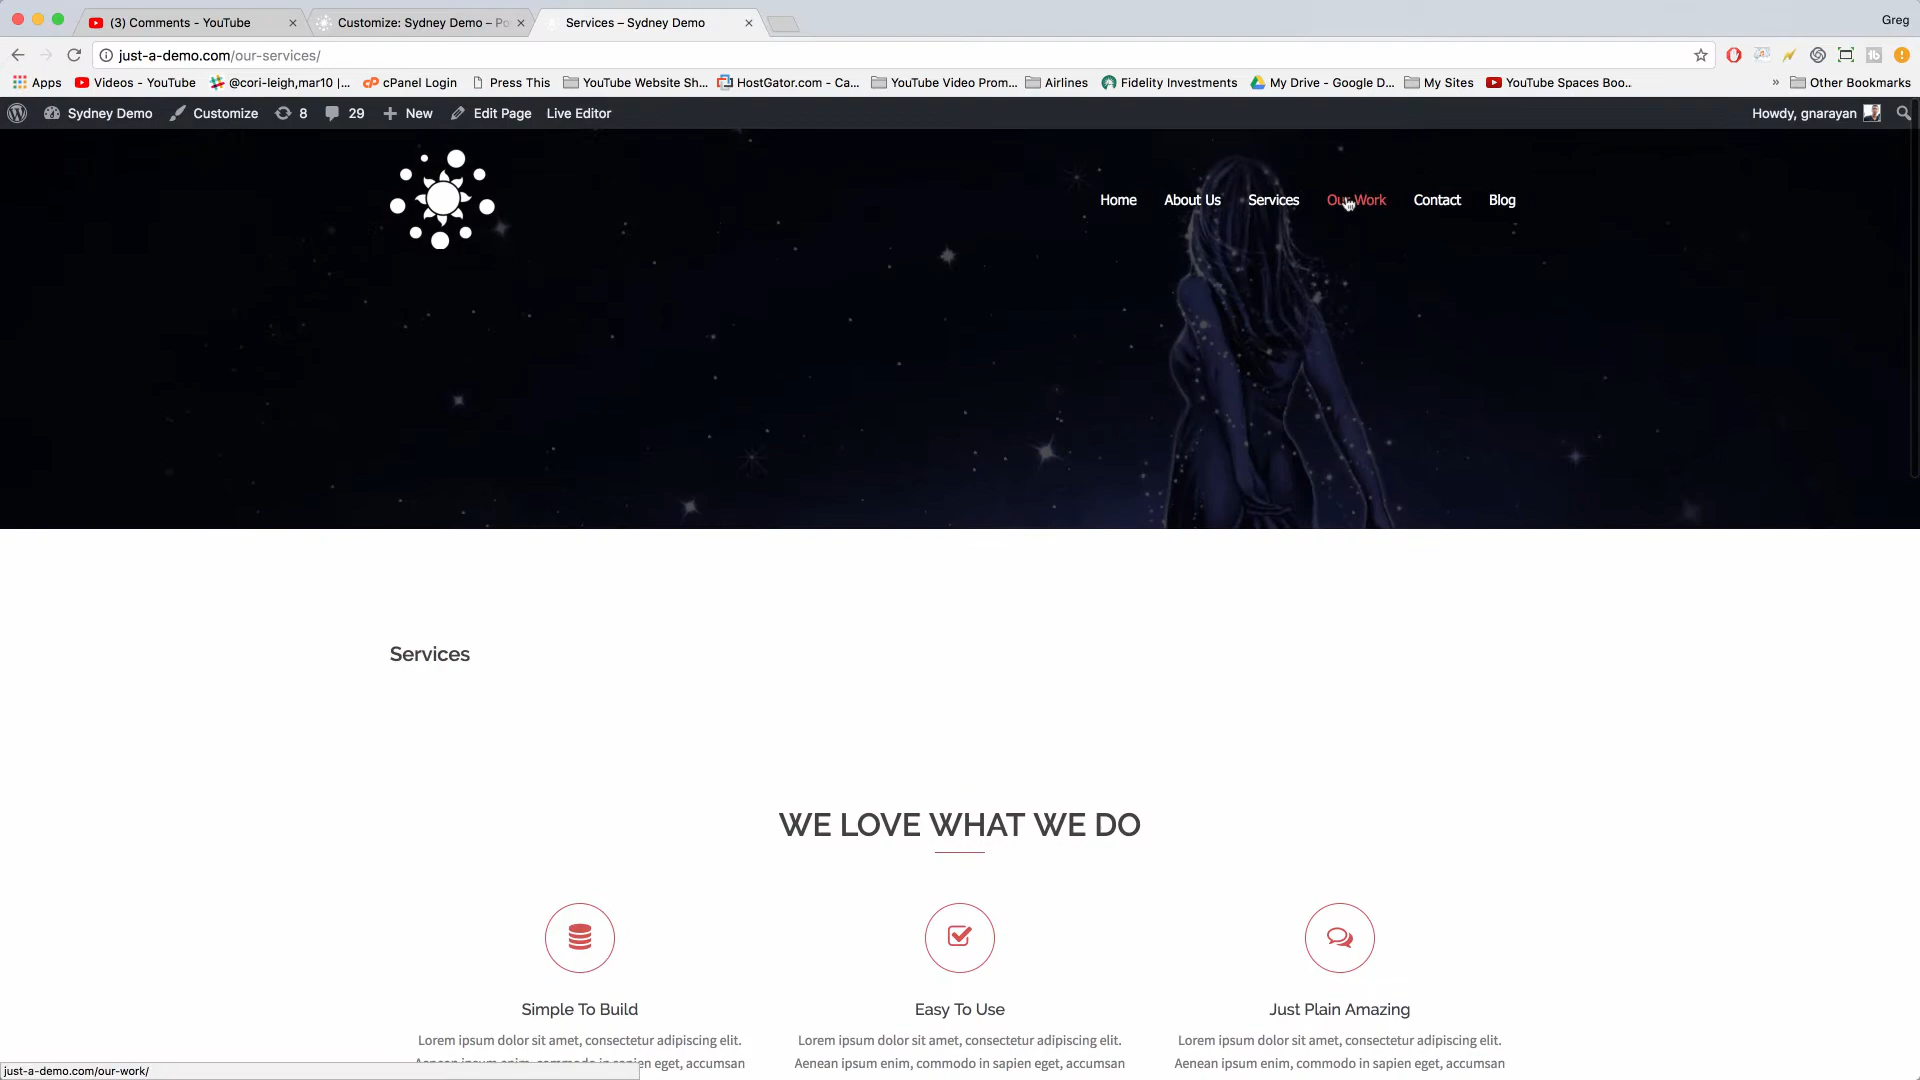 (3) Comments - YouTube
Customize: Sydney Demo – Po
Services – Sydney Demo
Greg
just-a-demo.com/our-services/
Apps
Videos - YouTube
@cori-leigh,mar10 |...
cPanel Login
Press This
YouTube Website Sh...
HostGator.com - Ca...
YouTube Video Prom...
Airlines
Fidelity Investments
My Drive - Google D...
My Sites
YouTube Spaces Boo...
»
Other Bookmarks
Sydney Demo
Customize
8
29
New
Edit Page
Live Editor
Howdy, gnarayan
Home
About Us
Services
Our Work
Contact
Blog
Services
WE LOVE WHAT WE DO
Simple To Build
Easy To Use
Just Plain Amazing
Lorem ipsum dolor sit amet, consectetur adipiscing elit.
Aenean ipsum enim, commodo in sapien eget, accumsan
Lorem ipsum dolor sit amet, consectetur adipiscing elit.
Aenean ipsum enim, commodo in sapien eget, accumsan
Lorem ipsum dolor sit amet, consectetur adipiscing elit.
Aenean ipsum enim, commodo in sapien eget, accumsan
just-a-demo.com/our-work/